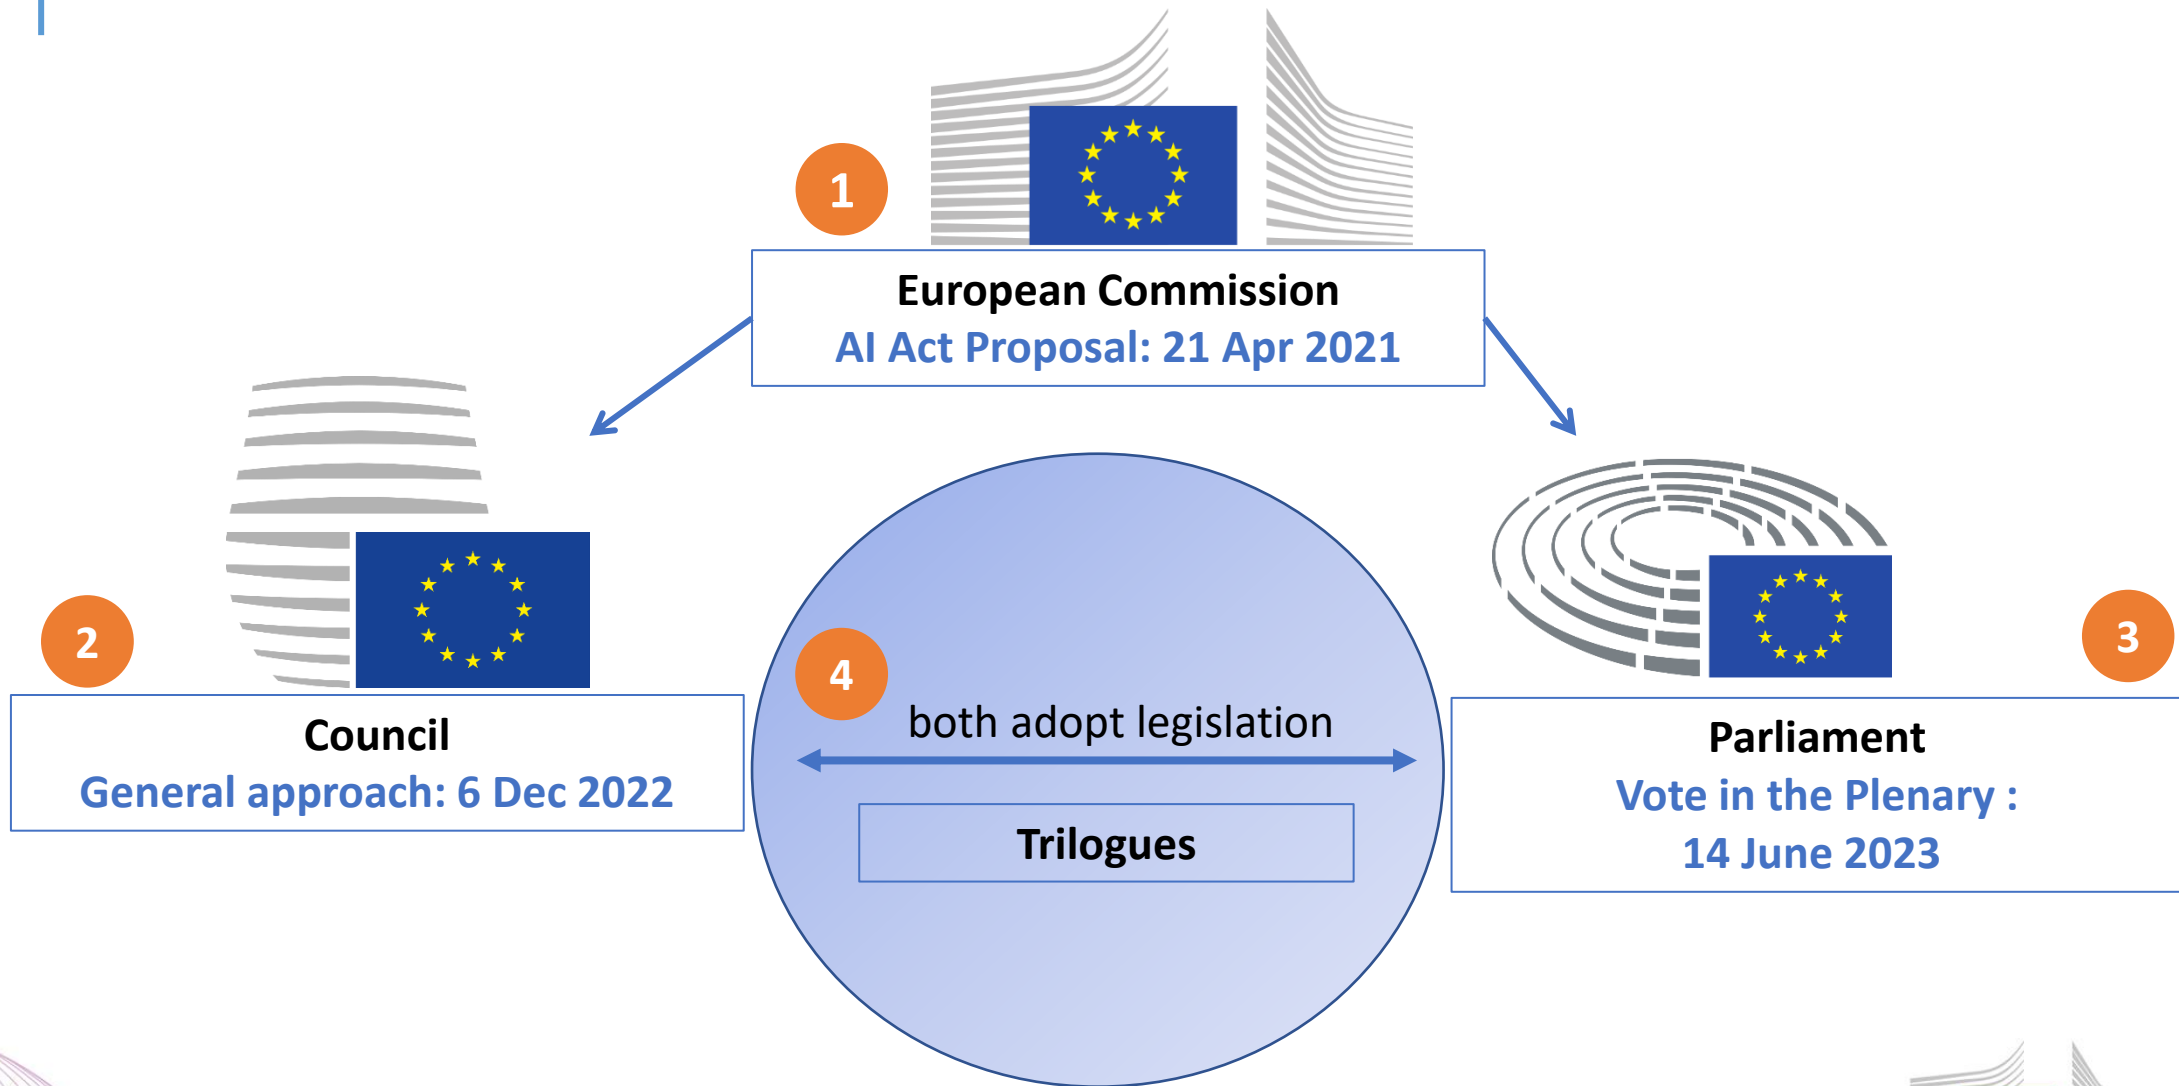 1
European Commission
AI Act Proposal: 21 Apr 2021
2
Council
General approach: 6 Dec 2022
4
both adopt legislation
Trilogues
3
Parliament
Vote in the Plenary :
14 June 2023